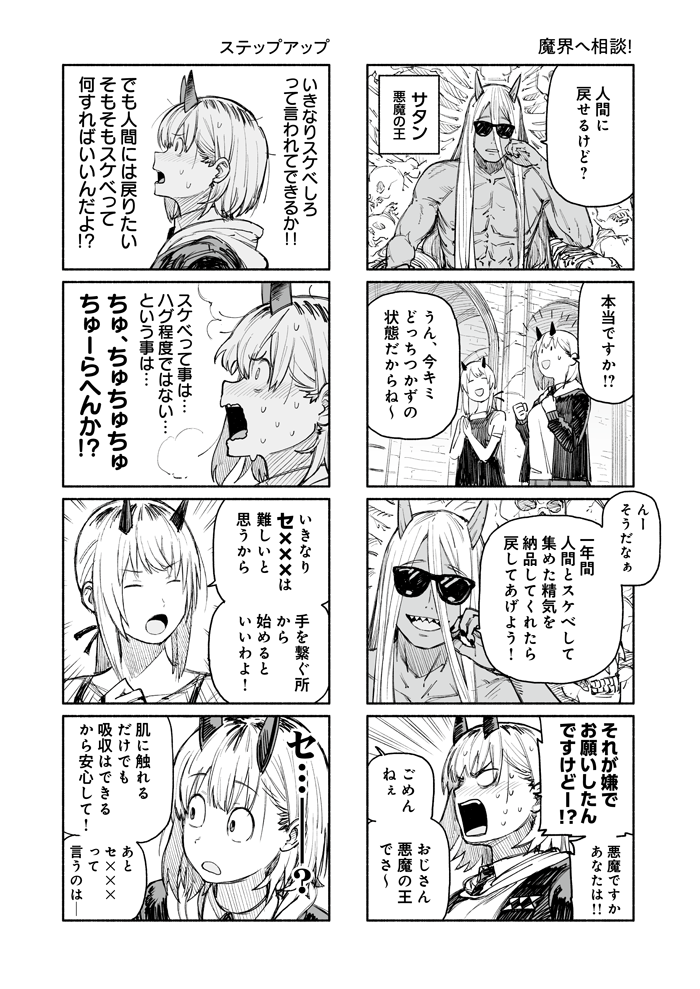 魔界へ相談!
人間に
戻せるけど?
サタン
悪魔の王
本当ですか!?
うん、今キミ
どっちつかずの
状態だからね〜
んー
そうだなぁ
一年間
人間とスケベして
集めた精気を
納品してくれたら
戻してあげよう!
それが嫌で
お願いしたん
ですけどー!?
悪魔ですか
あなたは!!
ごめん
ねぇ
おじさん
悪魔の王
でさ〜
ステップアップ
いきなりスケベしろ
って言われてできるか!!
でも人間には戻りたい
そもそもスケベって
何すればいいんだよ!?
スケベって事は…
ハグ程度ではない…
という事は…
ちゅ、ちゅちゅちゅ
ちゅーらへんか!?
いきなり
セ×××は
難しいと
思うから
手を繋ぐ所
から
始めると
いいわよ!
セ…―?
肌に触れる
だけでも
吸収はできる
から安心して!
あと
セ×××
って
言うのは―